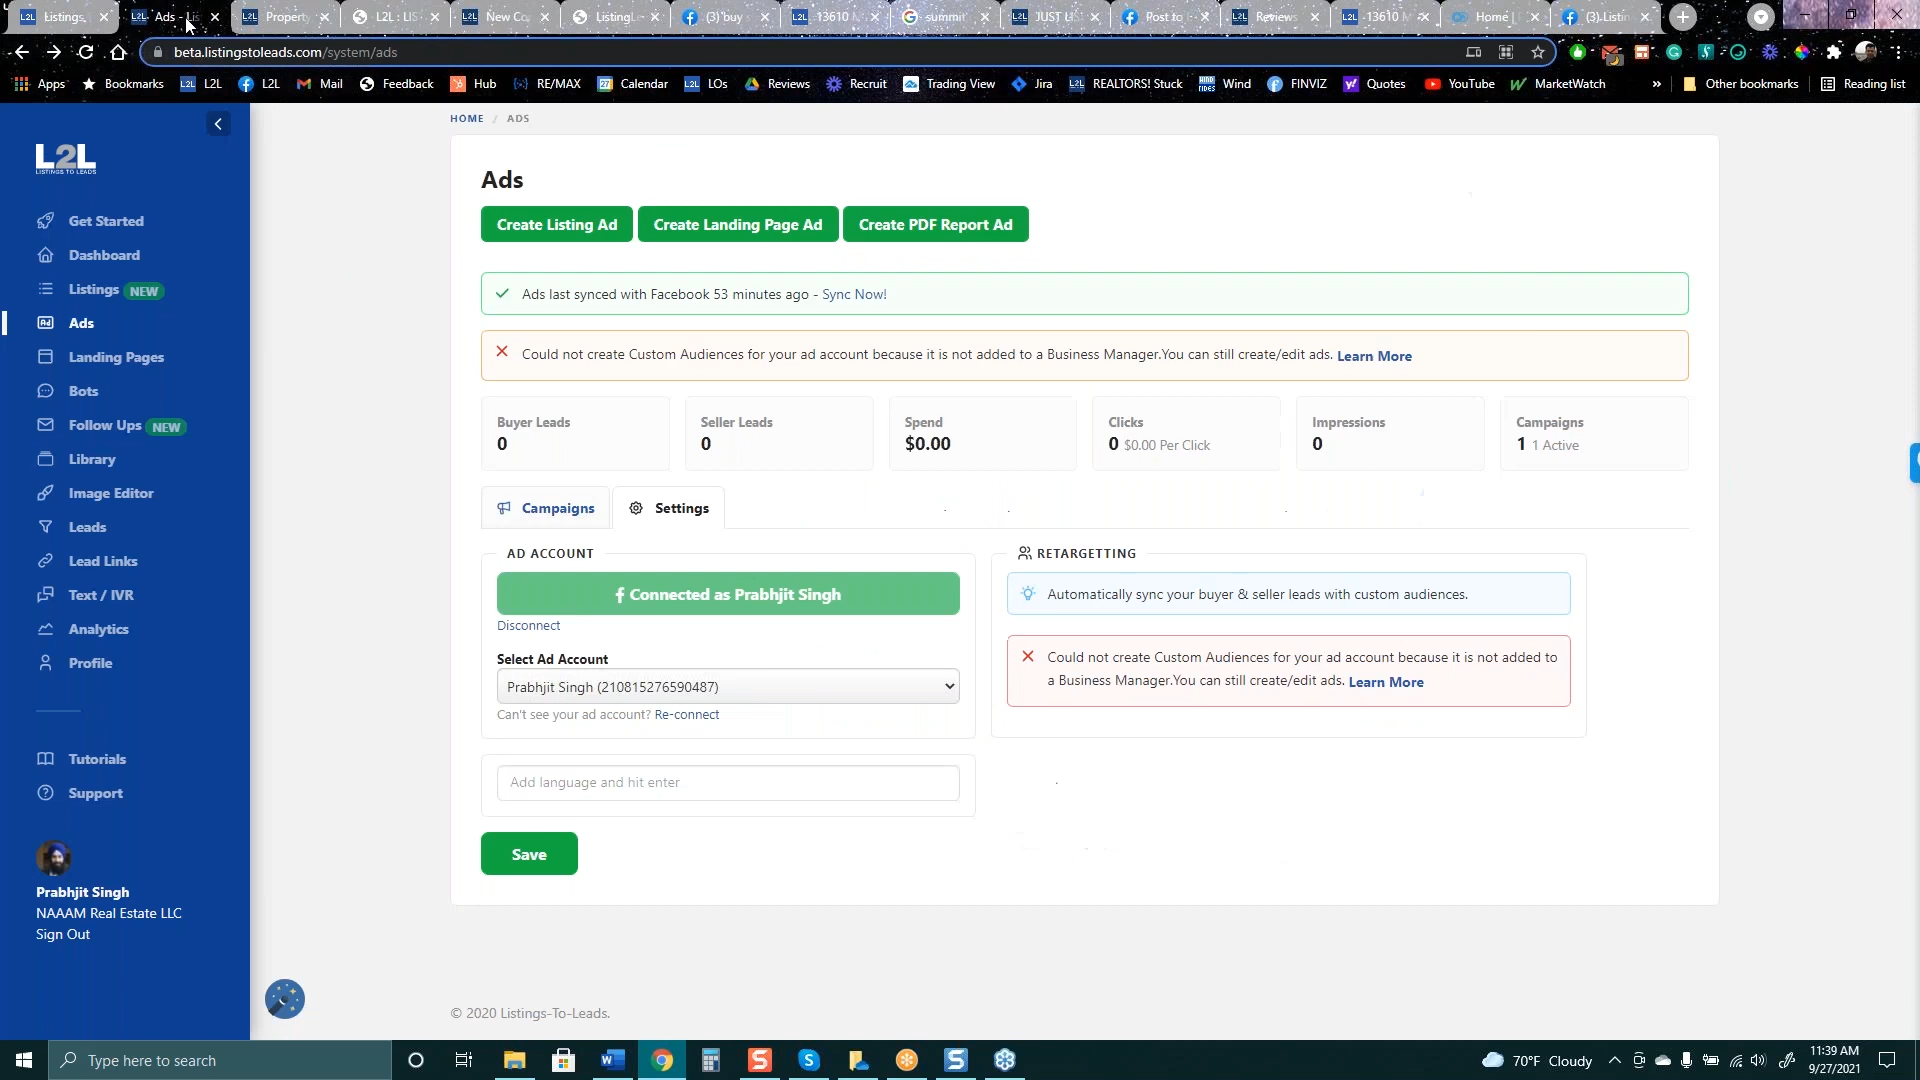 Listings
Ads - Lis
Property
L2L : LIS
New Co
ListingLe
(3) buy s
-13610 M
summit
JUST LIS
Post to F
Reviews
-13610 M
Home |
(3) Listin
beta.listingstoleads.com/system/ads
Apps
Bookmarks
L2L
L2L
Mail
Feedback
Hub
RE/MAX
Calendar
LOs
Reviews
Recruit
Trading View
Jira
REALTORS! Stuck
Wind
FINVIZ
Quotes
YouTube
MarketWatch
»
Other bookmarks
Reading list
L2L
LISTINGS TO LEADS
Get Started
Dashboard
Listings NEW
Ads
Landing Pages
Bots
Follow Ups NEW
Library
Image Editor
Leads
Lead Links
Text / IVR
Analytics
Profile
Tutorials
Support
Prabhjit Singh
NAAAM Real Estate LLC
Sign Out
HOME / ADS
Ads
Create Listing Ad
Create Landing Page Ad
Create PDF Report Ad
Ads last synced with Facebook 53 minutes ago - Sync Now!
Could not create Custom Audiences for your ad account because it is not added to a Business Manager.You can still create/edit ads. Learn More
Buyer Leads
0
Seller Leads
0
Spend
$0.00
Clicks
0 $0.00 Per Click
Impressions
0
Campaigns
1 1 Active
Campaigns
Settings
AD ACCOUNT
Connected as Prabhjit Singh
Disconnect
Select Ad Account
Prabhjit Singh (210815276590487)
Can't see your ad account? Re-connect
Add language and hit enter
Save
RETARGETTING
Automatically sync your buyer & seller leads with custom audiences.
Could not create Custom Audiences for your ad account because it is not added to
a Business Manager.You can still create/edit ads. Learn More
© 2020 Listings-To-Leads.
Type here to search
70°F Cloudy
11:39 AM
9/27/2021